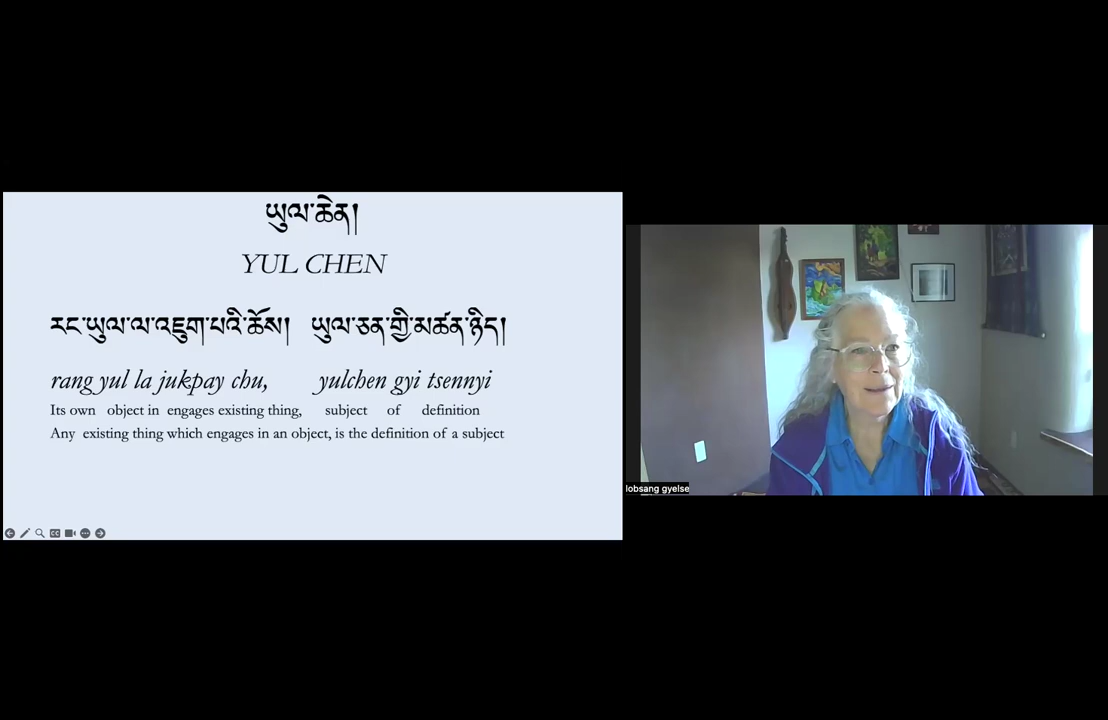 ཡུལ་ཆེན།
YUL CHEN
རང་ཡུལ་ལ་འཇུག་པའི་ཆོས། ཡུལ་ཅན་གྱི་མཚན་ཉིད།
rang yul la jukpay chu, yulchen gyi tsennyi
Its own object in engages existing thing, subject of definition
Any existing thing which engages in an object, is the definition of a subject
lobsang gyelse